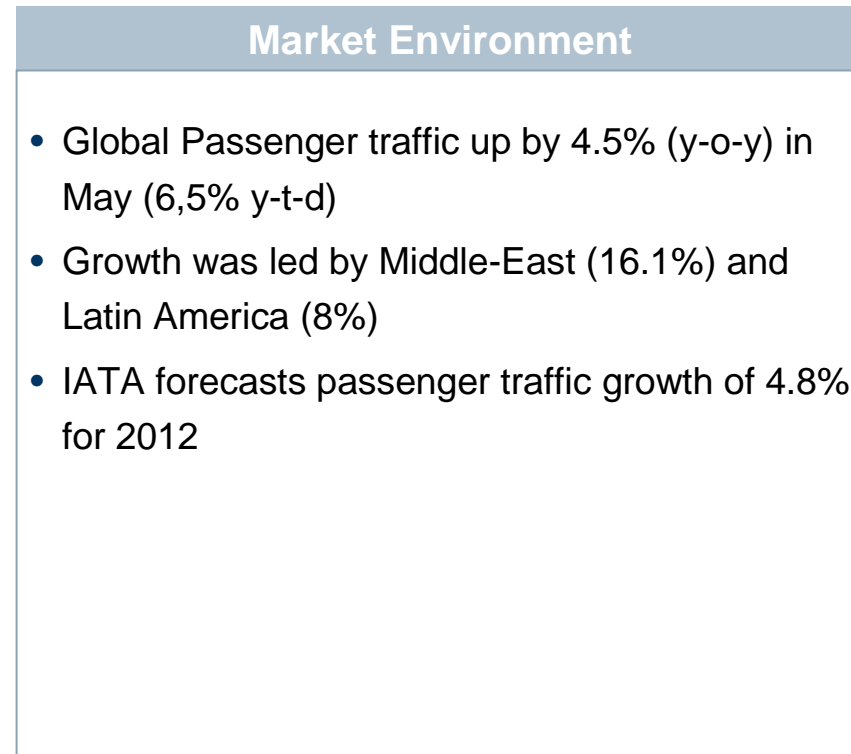 Market Environment
• Global Passenger traffic up by 4.5% (y-o-y) in
May (6,5% y-t-d)
• Growth was led by Middle-East (16.1%) and
Latin America (8%)
• IATA forecasts passenger traffic growth of 4.8%
for 2012